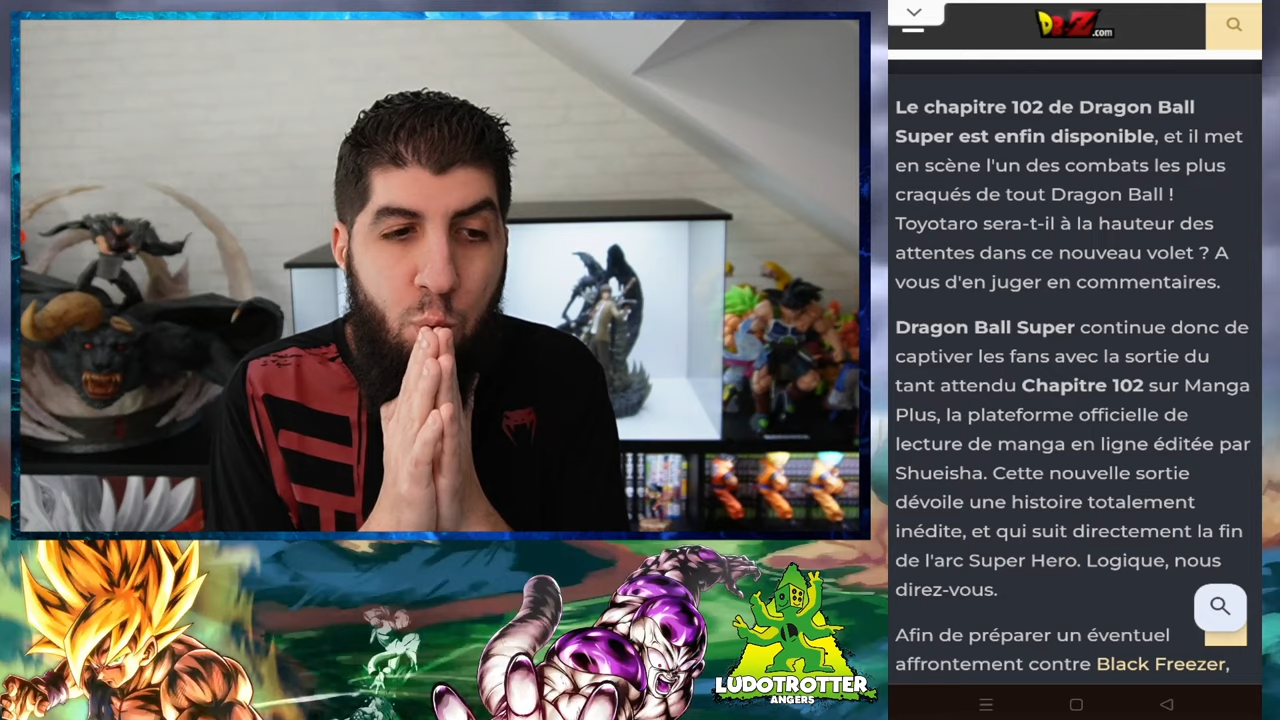 DB-Z.com
Le chapitre 102 de Dragon Ball
Super est enfin disponible, et il met
en scène l'un des combats les plus
craqués de tout Dragon Ball !
Toyotaro sera-t-il à la hauteur des
attentes dans ce nouveau volet ? A
vous d'en juger en commentaires.
Dragon Ball Super continue donc de
captiver les fans avec la sortie du
tant attendu Chapitre 102 sur Manga
Plus, la plateforme officielle de
lecture de manga en ligne éditée par
Shueisha. Cette nouvelle sortie
dévoile une histoire totalement
inédite, et qui suit directement la fin
de l'arc Super Hero. Logique, nous
direz-vous.
Afin de préparer un éventuel
affrontement contre Black Freezer,
LUDOTROTTER
ANGERS